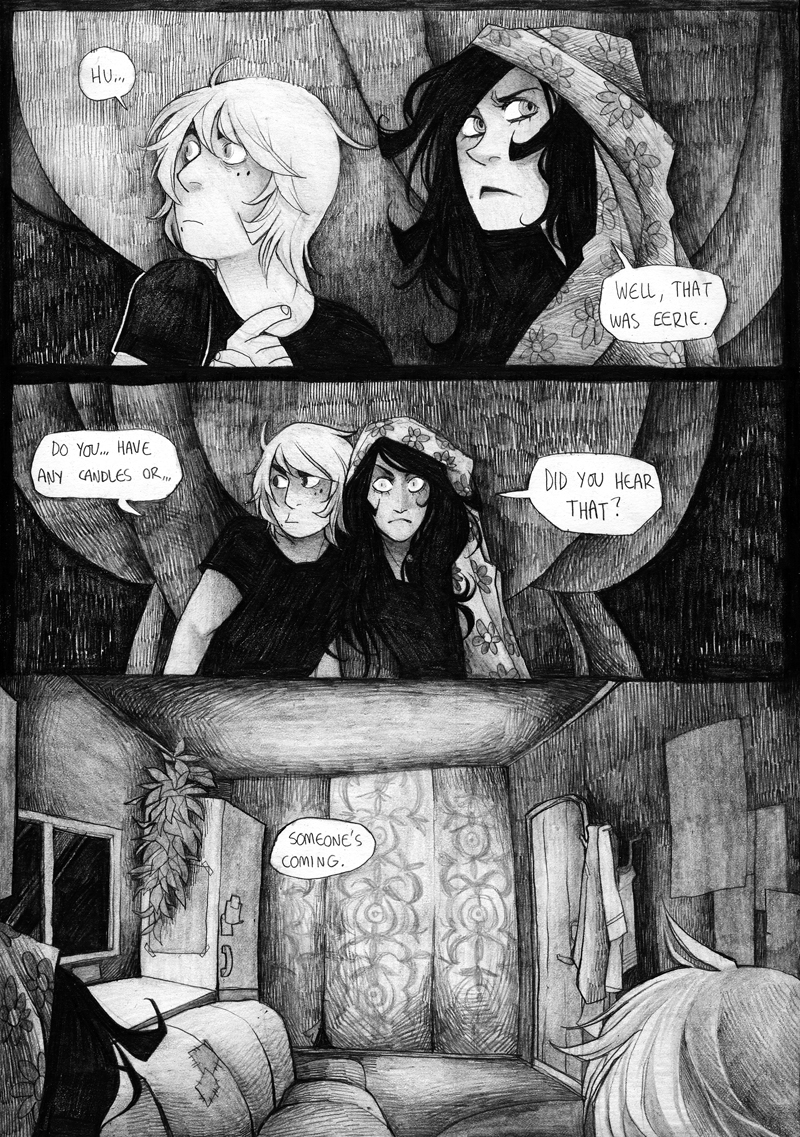 HU...
WELL, THAT
WAS EERIE.
DO YOU... HAVE
ANY CANDLES OR...
DID YOU HEAR
THAT?
SOMEONE'S
COMING.